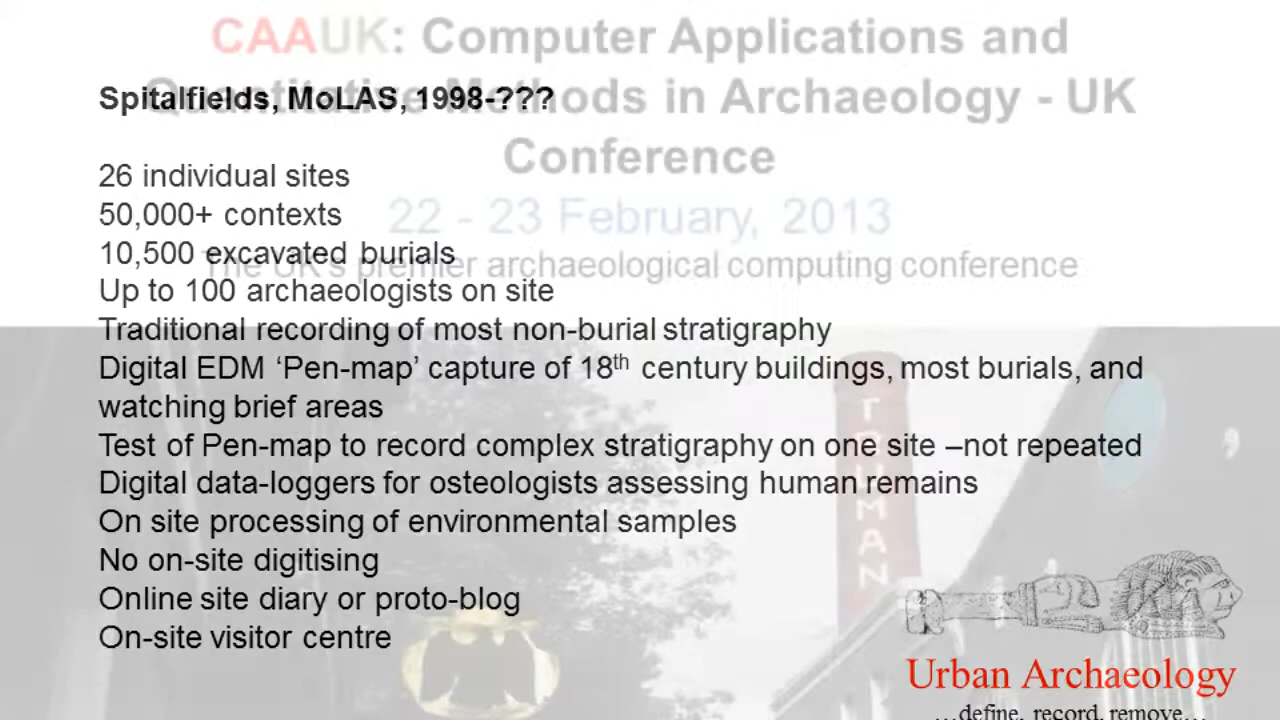 CAAUK: Computer Applications and
Quantitative Methods in Archaeology - UK
Conference
22 - 23 February, 2013
The UK's premier archaeological computing conference
Spitalfields, MoLAS, 1998-???
26 individual sites
50,000+ contexts
10,500 excavated burials
Up to 100 archaeologists on site
Traditional recording of most non-burial stratigraphy
Digital EDM ‘Pen-map’ capture of 18th century buildings, most burials, and
watching brief areas
Test of Pen-map to record complex stratigraphy on one site –not repeated
Digital data-loggers for osteologists assessing human remains
On site processing of environmental samples
No on-site digitising
Online site diary or proto-blog
On-site visitor centre
TRUMAN
Urban Archaeology
...define, record, remove...